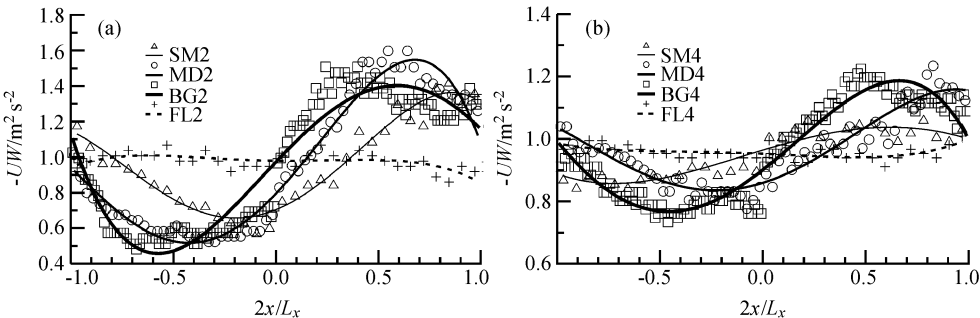 (a)
1.8
1.6
1.4
1.2
1.0
0.8
0.6
0.4
-UW/m² s⁻²
SM2
MD2
BG2
FL2
-1.0 -0.5 0.0 0.5 1.0
2x/Lₓ
(b)
1.4
1.2
1.0
0.8
0.6
-UW/m² s⁻²
SM4
MD4
BG4
FL4
-0.5 0.0 0.5 1.0
2x/Lₓ